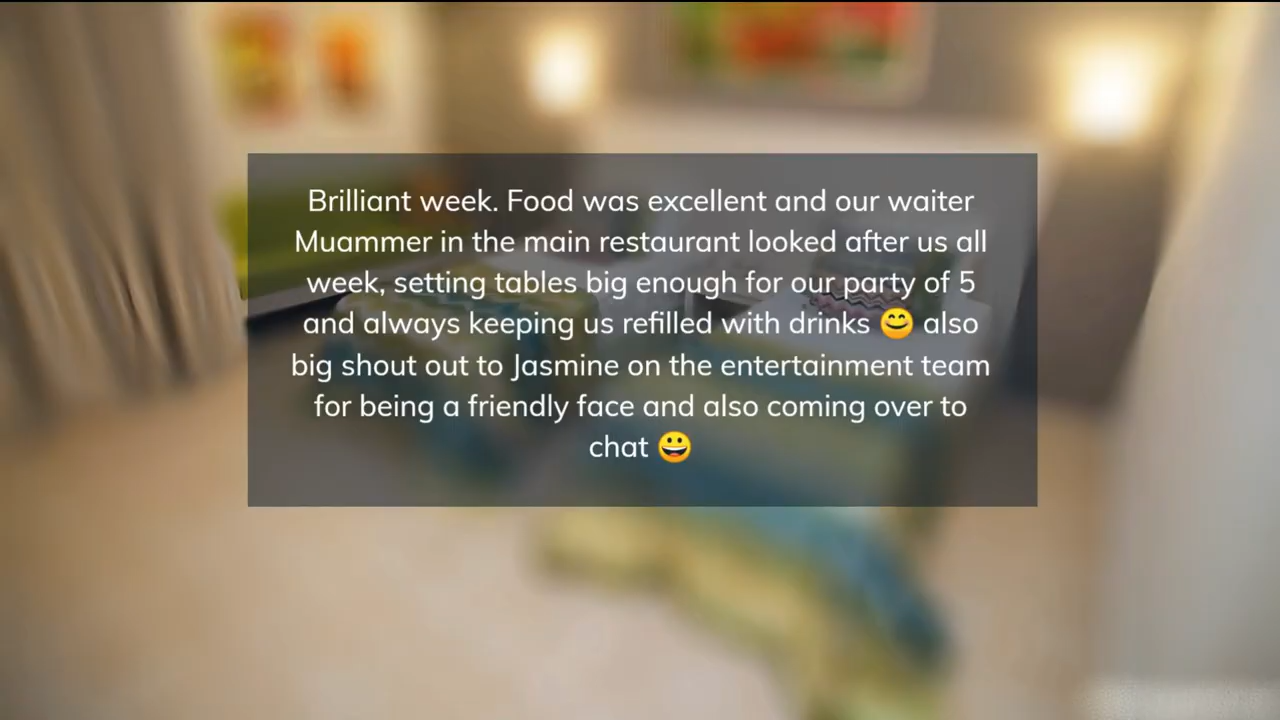 Brilliant week. Food was excellent and our waiter
Muammer in the main restaurant looked after us all
week, setting tables big enough for our party of 5
and always keeping us refilled with drinks 😊 also
big shout out to Jasmine on the entertainment team
for being a friendly face and also coming over to
chat 😀